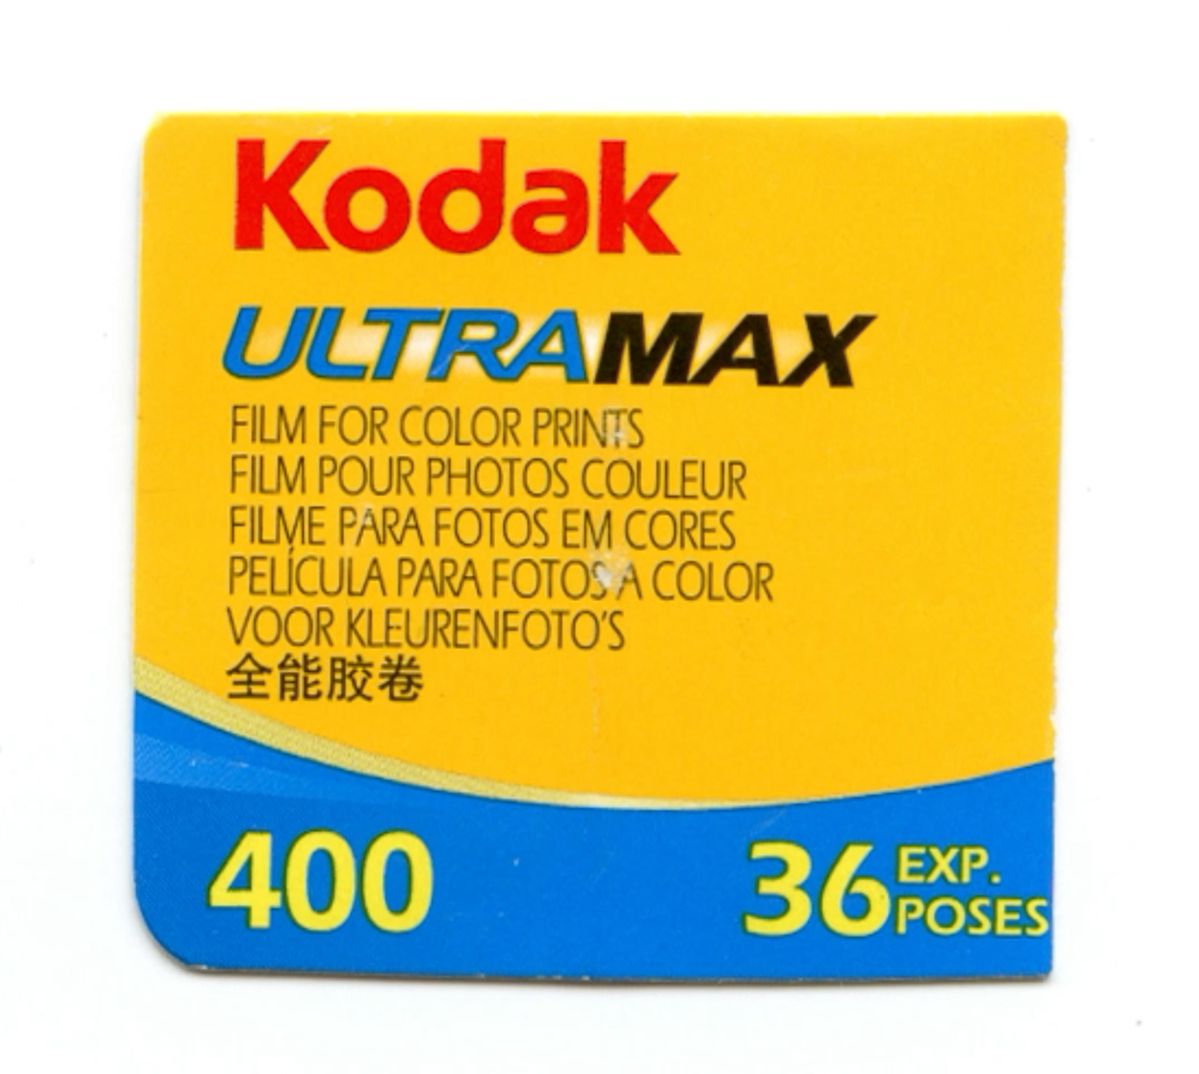 Kodak
ULTRAMAX
FILM FOR COLOR PRINTS
FILM POUR PHOTOS COULEUR
FILME PARA FOTOS EM CORES
PELÍCULA PARA FOTOS A COLOR
VOOR KLEURENFOTO'S
全能胶卷
400
36 EXP.
POSES